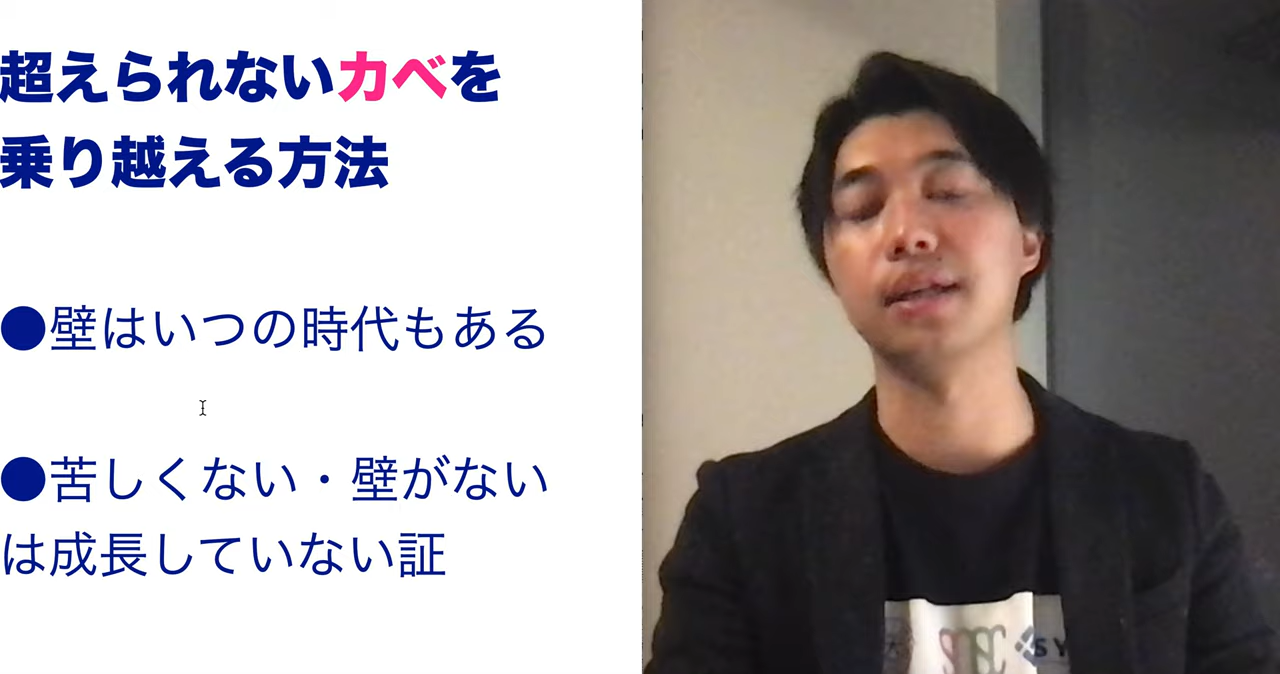 超えられないカベを
乗り越える方法
●壁はいつの時代もある
●苦しくない・壁がない
は成長していない証
SY